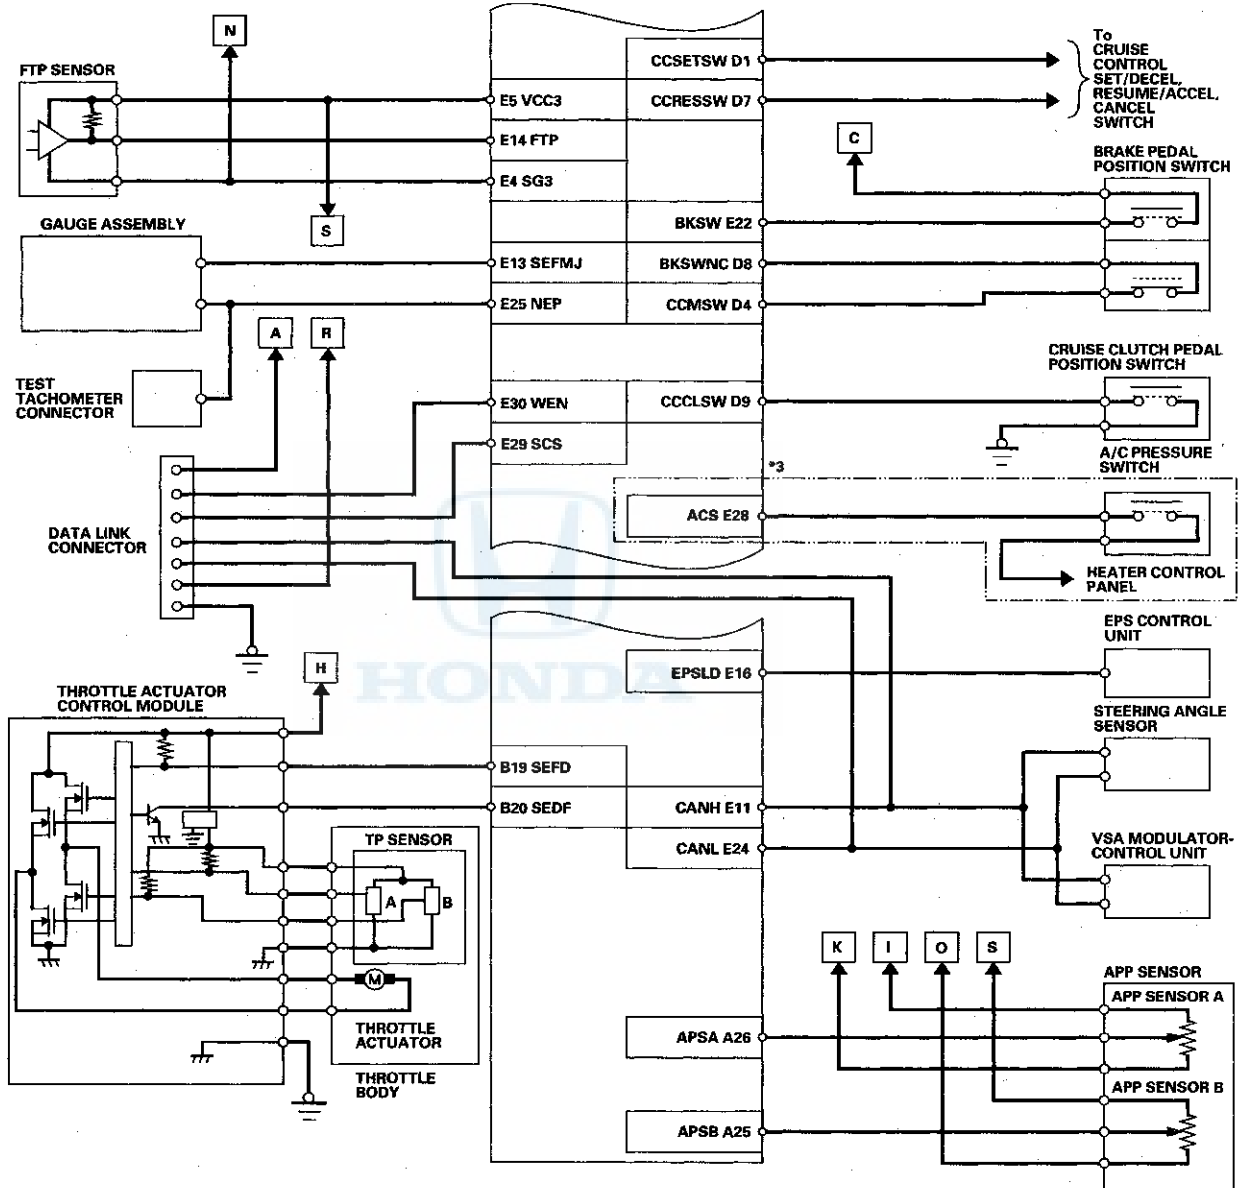 N
FTP SENSOR
E5 VCC3
E14 FTP
E4 SG3
S
GAUGE ASSEMBLY
E13 SEFMJ
E25 NEP
A
R
TEST
TACHOMETER
CONNECTOR
E30 WEN
E29 SCS
DATA LINK
CONNECTOR
CCSETSW D1
CCRESSW D7
To
CRUISE
CONTROL
SET/DECEL,
RESUME/ACCEL,
CANCEL
SWITCH
C
BRAKE PEDAL
POSITION SWITCH
BKSW E22
BKSWNC D8
CCMSW D4
CRUISE CLUTCH PEDAL
POSITION SWITCH
CCCLSW D9
A/C PRESSURE
SWITCH
*3
ACS E28
HEATER CONTROL
PANEL
HONDA
H
THROTTLE ACTUATOR
CONTROL MODULE
B19 SEFD
B20 SEDF
TP SENSOR
A
B
M
THROTTLE
ACTUATOR
THROTTLE
BODY
EPSLD E16
EPS CONTROL
UNIT
STEERING ANGLE
SENSOR
CANH E11
CANL E24
VSA MODULATOR-
CONTROL UNIT
K
I
O
S
APP SENSOR
APP SENSOR A
APSA A26
APP SENSOR B
APSB A25